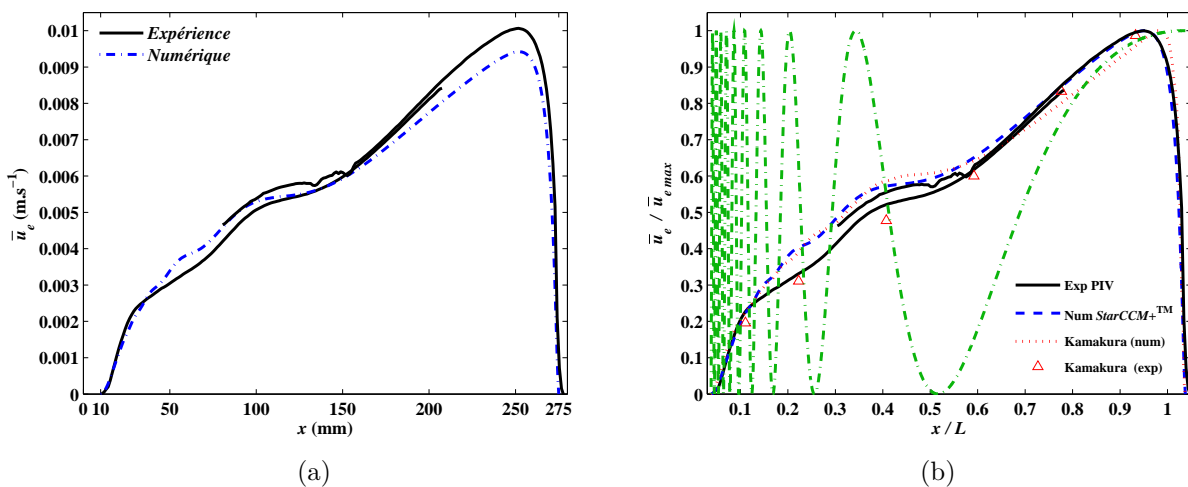 0.01
0.009
0.008
0.007
0.006
0.005
0.004
0.003
0.002
0.001
0
u̅e (m.s⁻¹)
Expérience
Numérique
0 10 50 100 150 200 250 275
x (mm)
(a)
1
0.9
0.8
0.7
0.6
0.5
0.4
0.3
0.2
0.1
0
u̅e / u̅e max
Exp PIV
Num StarCCM+™
Kamakura (num)
Kamakura (exp)
0.1 0.2 0.3 0.4 0.5 0.6 0.7 0.8 0.9 1
x / L
(b)